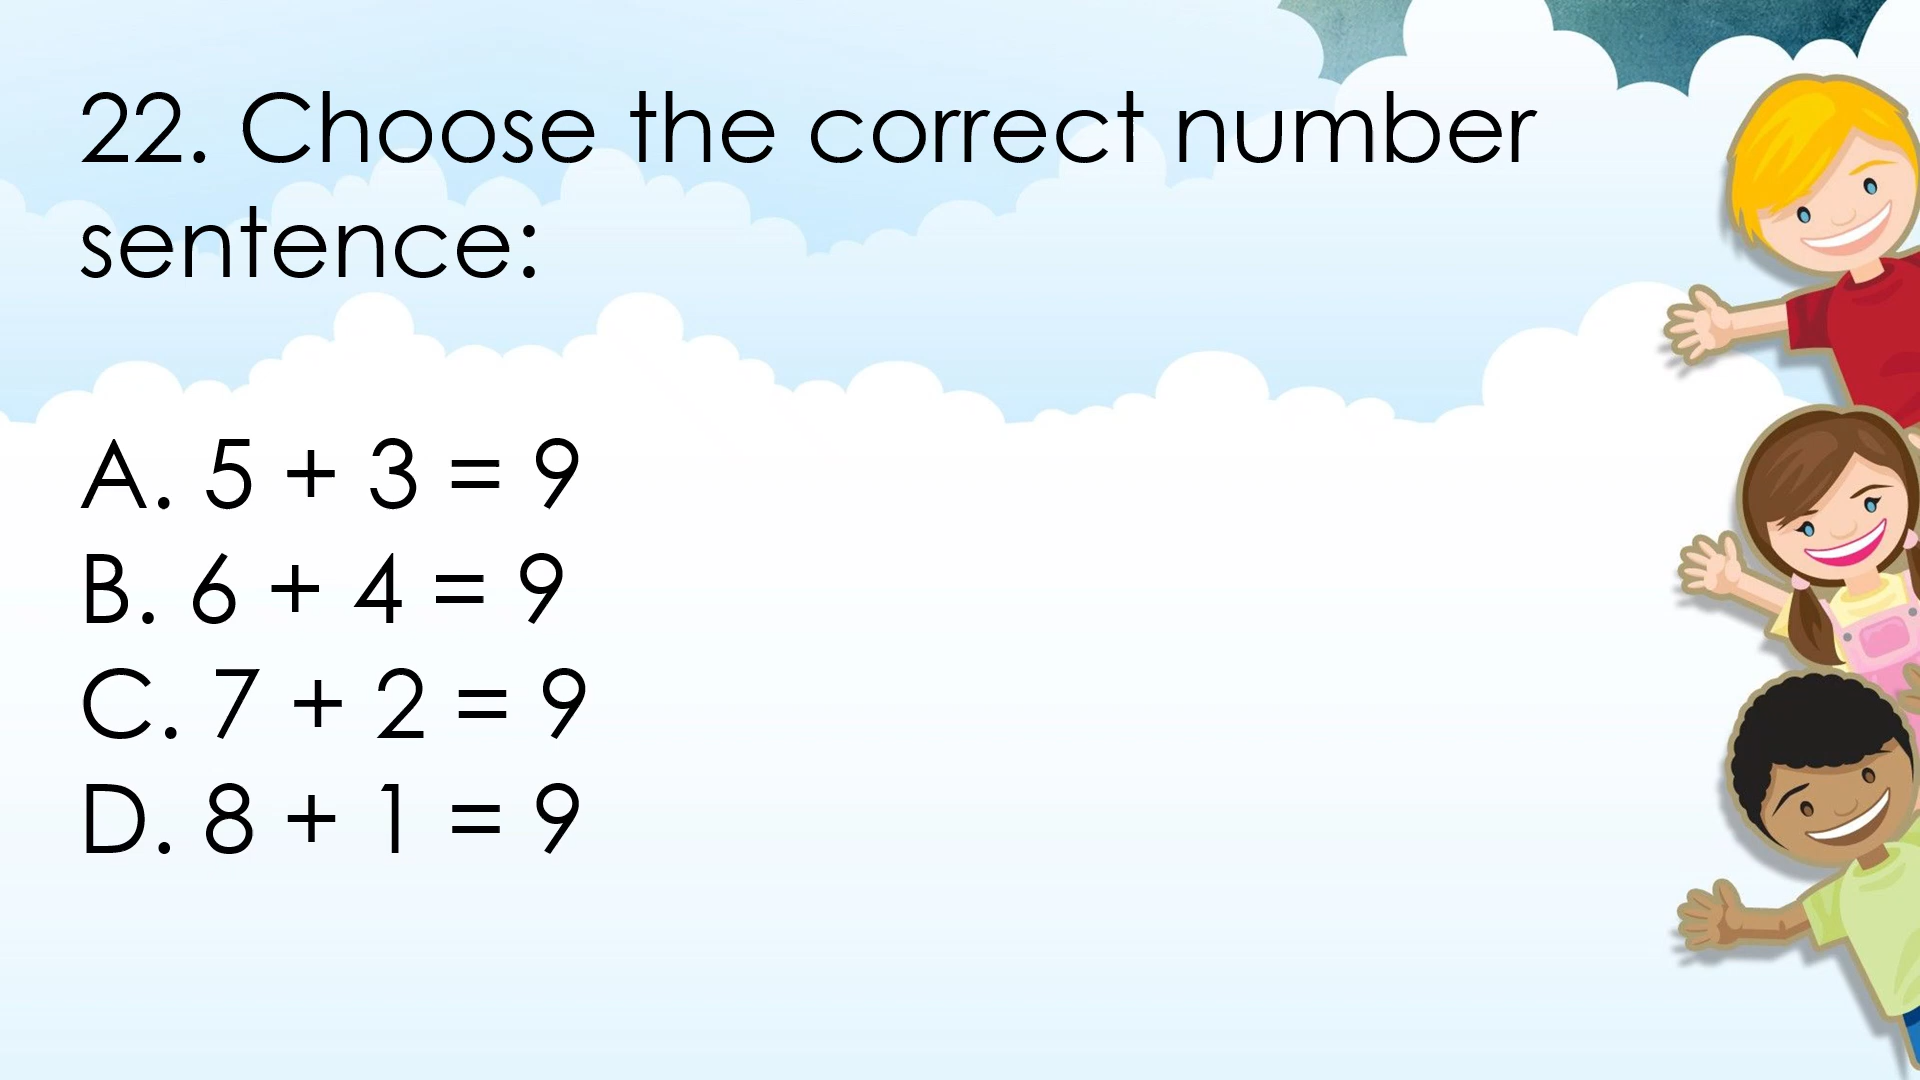 22. Choose the correct number
sentence:
A. 5 + 3 = 9
B. 6 + 4 = 9
C. 7 + 2 = 9
D. 8 + 1 = 9